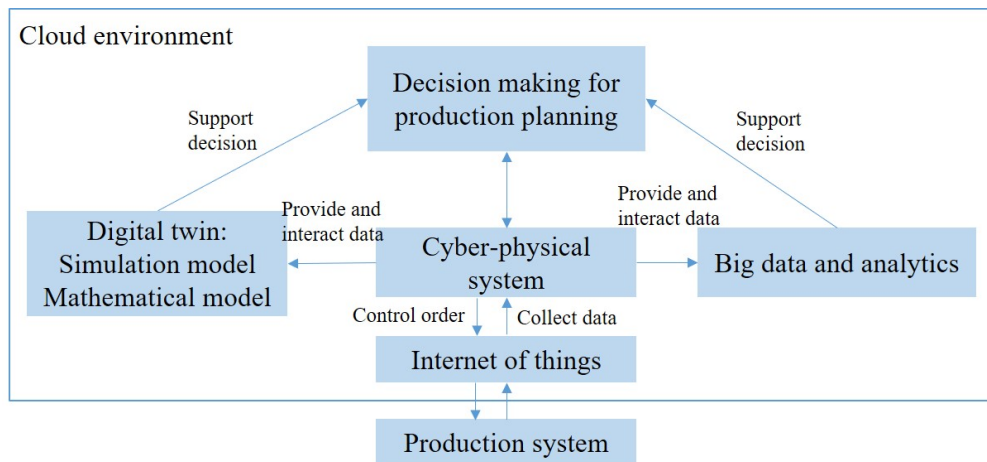 Cloud environment
Decision making for
production planning
Support
decision
Support
decision
Provide and
interact data
Provide and
interact data
Digital twin:
Simulation model
Mathematical model
Cyber-physical
system
Big data and analytics
Control order
Collect data
Internet of things
Production system